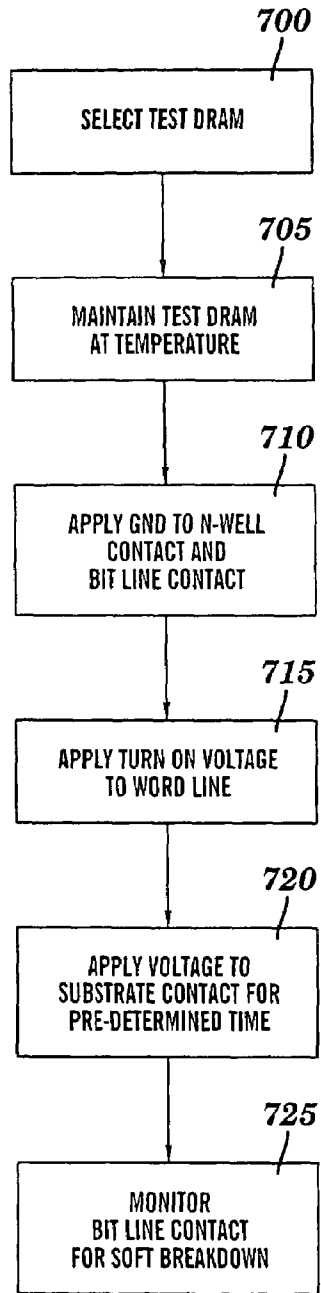 700
SELECT TEST DRAM
705
MAINTAIN TEST DRAM
AT TEMPERATURE
710
APPLY GND TO N-WELL
CONTACT AND
BIT LINE CONTACT
715
APPLY TURN ON VOLTAGE
TO WORD LINE
720
APPLY VOLTAGE TO
SUBSTRATE CONTACT FOR
PRE-DETERMINED TIME
725
MONITOR
BIT LINE CONTACT
FOR SOFT BREAKDOWN